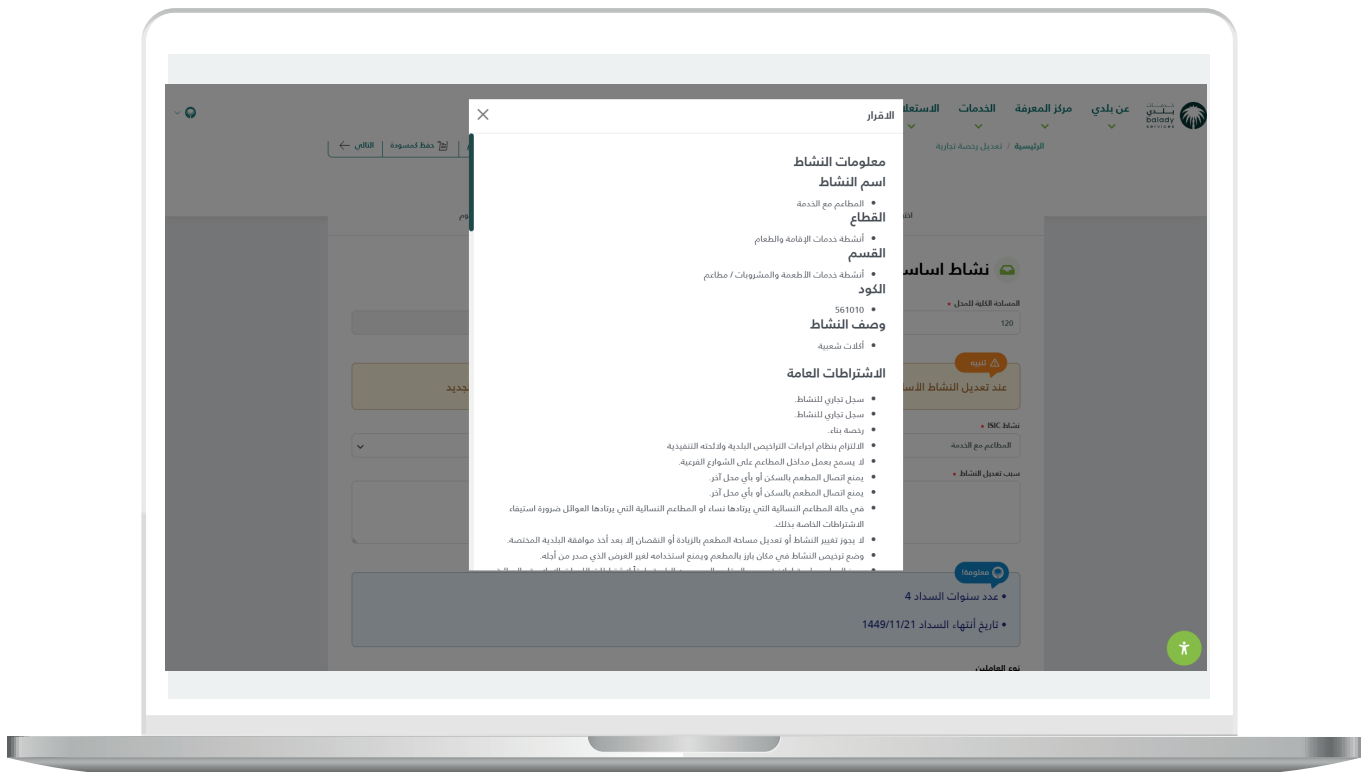 خدمات
بلدي
balady
services
عن بلدي
مركز المعرفة
الخدمات
الاستعلا
الرئيسية / تعديل رخصة تجارية
حفظ كمسودة
التالي
نشاط اساس
المساحة الكلية للمحل *
120
تنبيه
عند تعديل النشاط الأسا
جديد
نشاط ISIC *
المطاعم مع الخدمة
سبب تعديل النشاط *
معلومة!
• عدد سنوات السداد 4
• تاريخ أنتهاء السداد 1449/11/21
نوع العاملين
الاقرار
معلومات النشاط
اسم النشاط
• المطاعم مع الخدمة
القطاع
• أنشطة خدمات الإقامة والطعام
القسم
• أنشطة خدمات الأطعمة والمشروبات / مطاعم
الكود
• 561010
وصف النشاط
• أكلات شعبية
الاشتراطات العامة
• سجل تجاري للنشاط.
• سجل تجاري للنشاط.
• رخصة بناء.
• الالتزام بنظام اجراءات التراخيص البلدية ولائحته التنفيذية
• لا يسمح بعمل مداخل المطاعم على الشوارع الفرعية.
• يمنع اتصال المطعم بالسكن أو بأي محل آخر.
• يمنع اتصال المطعم بالسكن أو بأي محل آخر.
• في حالة المطاعم النسائية التي يرتادها نساء او المطاعم النسائية التي يرتادها العوائل ضرورة استيفاء
الاشتراطات الخاصة بذلك.
• لا يجوز تغيير النشاط أو تعديل مساحة المطعم بالزيادة أو النقصان إلا بعد أخذ موافقة البلدية المختصة.
• وضع ترخيص النشاط في مكان بارز بالمطعم ويمنع استخدامه لغير الغرض الذي صدر من أجله.